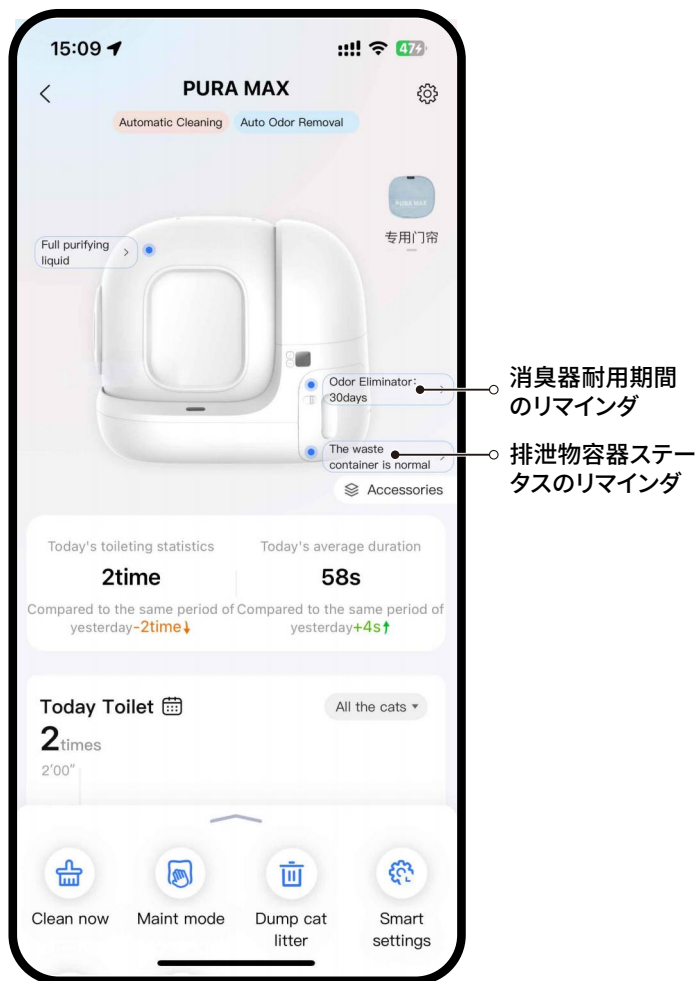 15:09
47
PURA MAX
Automatic Cleaning
Auto Odor Removal
PURA MAX
专用门帘
Full purifying
liquid
Odor Eliminator:
30days
消臭器耐用期間
のリマインダ
The waste
container is normal
排泄物容器ステー
タスのリマインダ
Accessories
Today's toileting statistics
Today's average duration
2time
58s
Compared to the same period of
yesterday-2time↓
Compared to the same period of
yesterday+4s↑
Today Toilet
All the cats
2times
2'00"
Clean now
Maint mode
Dump cat
litter
Smart
settings